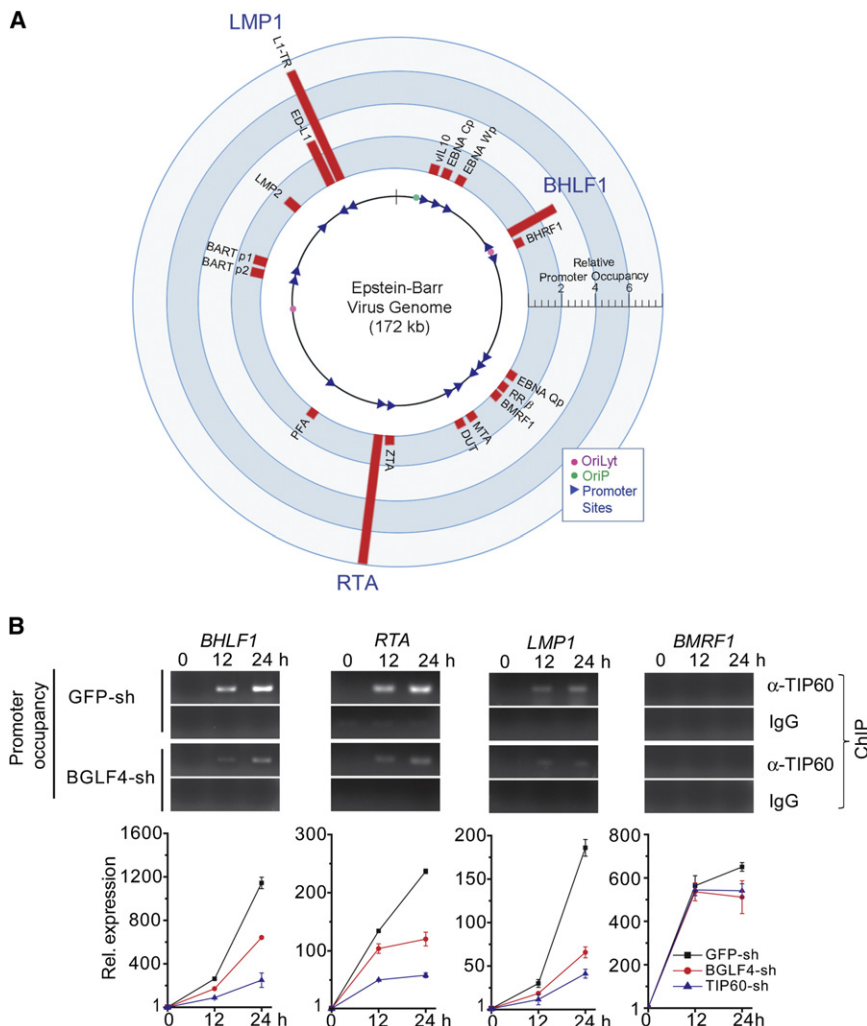 A
LMP1
L1-TR
ED-L1
LMP2
BART p1
BART p2
vIL10
EBNA Cp
EBNA Wp
BHLF1
BHRF1
Relative
Promoter Occupancy
2 4 6
Epstein-Barr
Virus Genome
(172 kb)
EBNA Qp
RR β
BMRF1
MTA
DUT
ZTA
PFA
RTA
OriLyt
OriP
Promoter
Sites
B
BHLF1 RTA LMP1 BMRF1
0 12 24 h 0 12 24 h 0 12 24 h 0 12 24 h
Promoter
occupancy
GFP-sh
BGLF4-sh
α-TIP60
IgG
α-TIP60
IgG
ChIP
Rel. expression
1600
1200
800
400
1
0 12 24h
300
200
100
1
0 12 24h
200
150
100
50
1
0 12 24h
800
600
400
200
1
0 12 24h
GFP-sh
BGLF4-sh
TIP60-sh